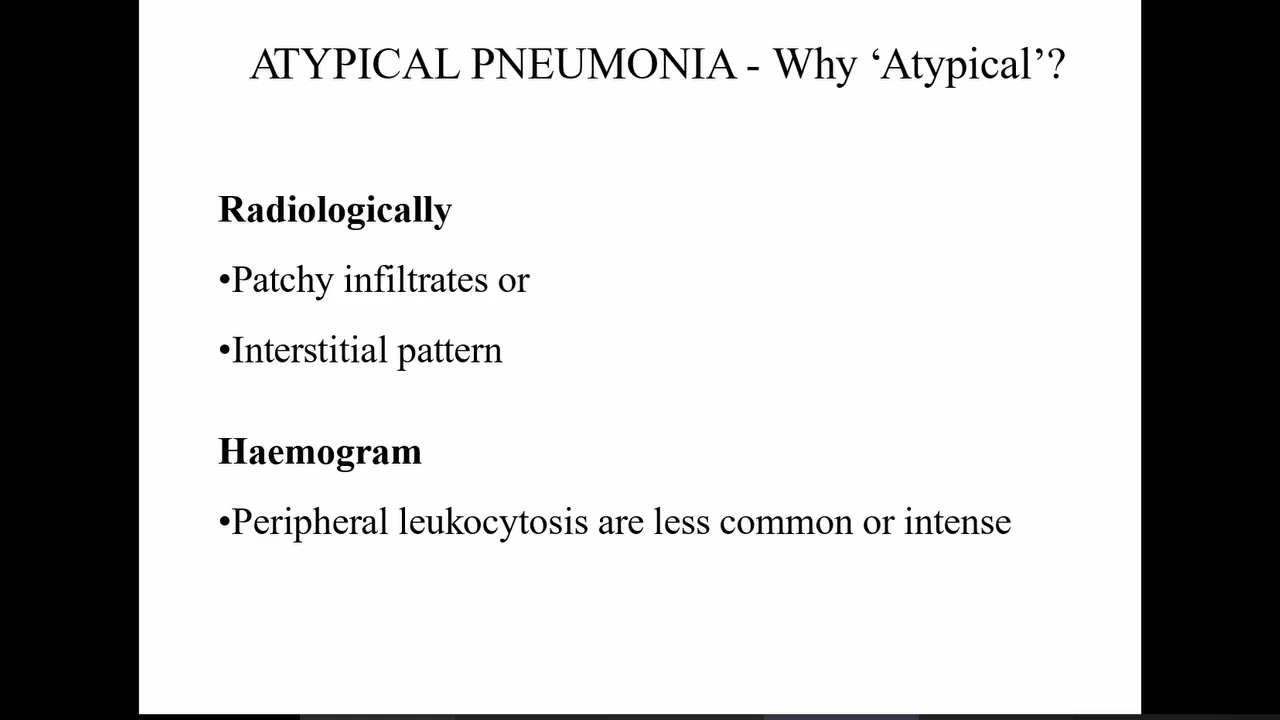 ATYPICAL PNEUMONIA - Why ‘Atypical’?
Radiologically
•Patchy infiltrates or
•Interstitial pattern
Haemogram
•Peripheral leukocytosis are less common or intense